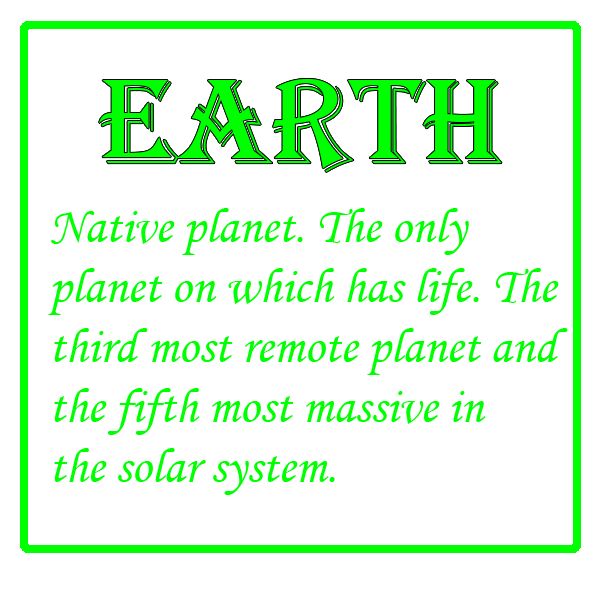 EARTH
Native planet. The only
planet on which has life. The
third most remote planet and
the fifth most massive in
the solar system.